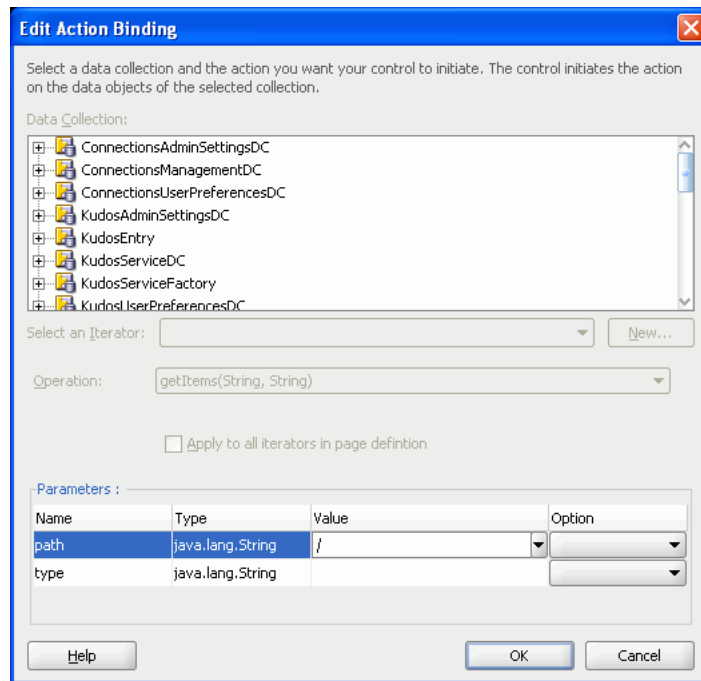 Edit Action Binding
Select a data collection and the action you want your control to initiate. The control initiates the action
on the data objects of the selected collection.
Data Collection:
ConnectionsAdminSettingsDC
ConnectionsManagementDC
ConnectionsUserPreferencesDC
KudosAdminSettingsDC
KudosEntry
KudosServiceDC
KudosServiceFactory
KudosUserPreferencesDC
Select an Iterator: New...
Operation: getItems(String, String)
Apply to all iterators in page defintion
Parameters :
Name Type Value Option
path java.lang.String /
type java.lang.String
Help OK Cancel